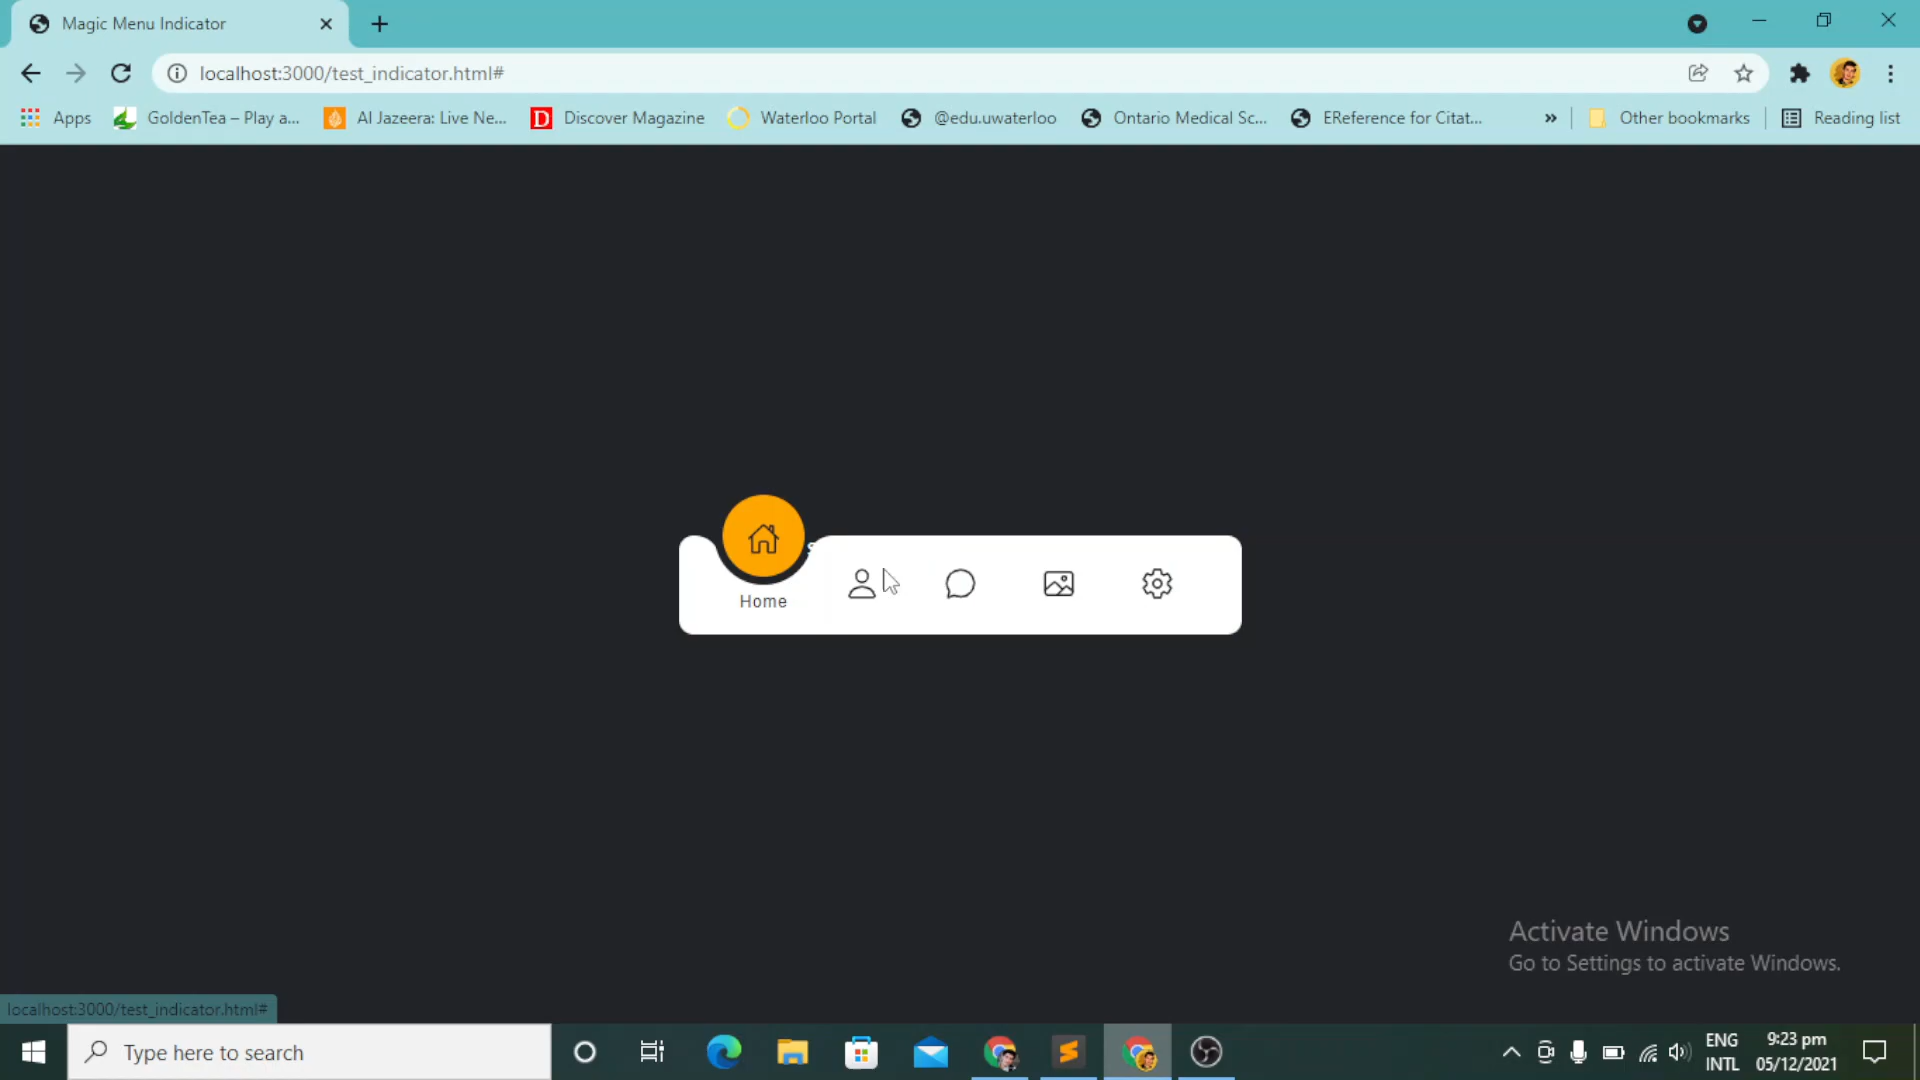 Magic Menu Indicator
localhost:3000/test_indicator.html#
Apps
GoldenTea – Play a...
Al Jazeera: Live Ne...
D
Discover Magazine
Waterloo Portal
@edu.uwaterloo
Ontario Medical Sc...
EReference for Citat...
»
Other bookmarks
Reading list
Home
Activate Windows
Go to Settings to activate Windows.
localhost:3000/test_indicator.html#
Type here to search
ENG
INTL
9:23 pm
05/12/2021